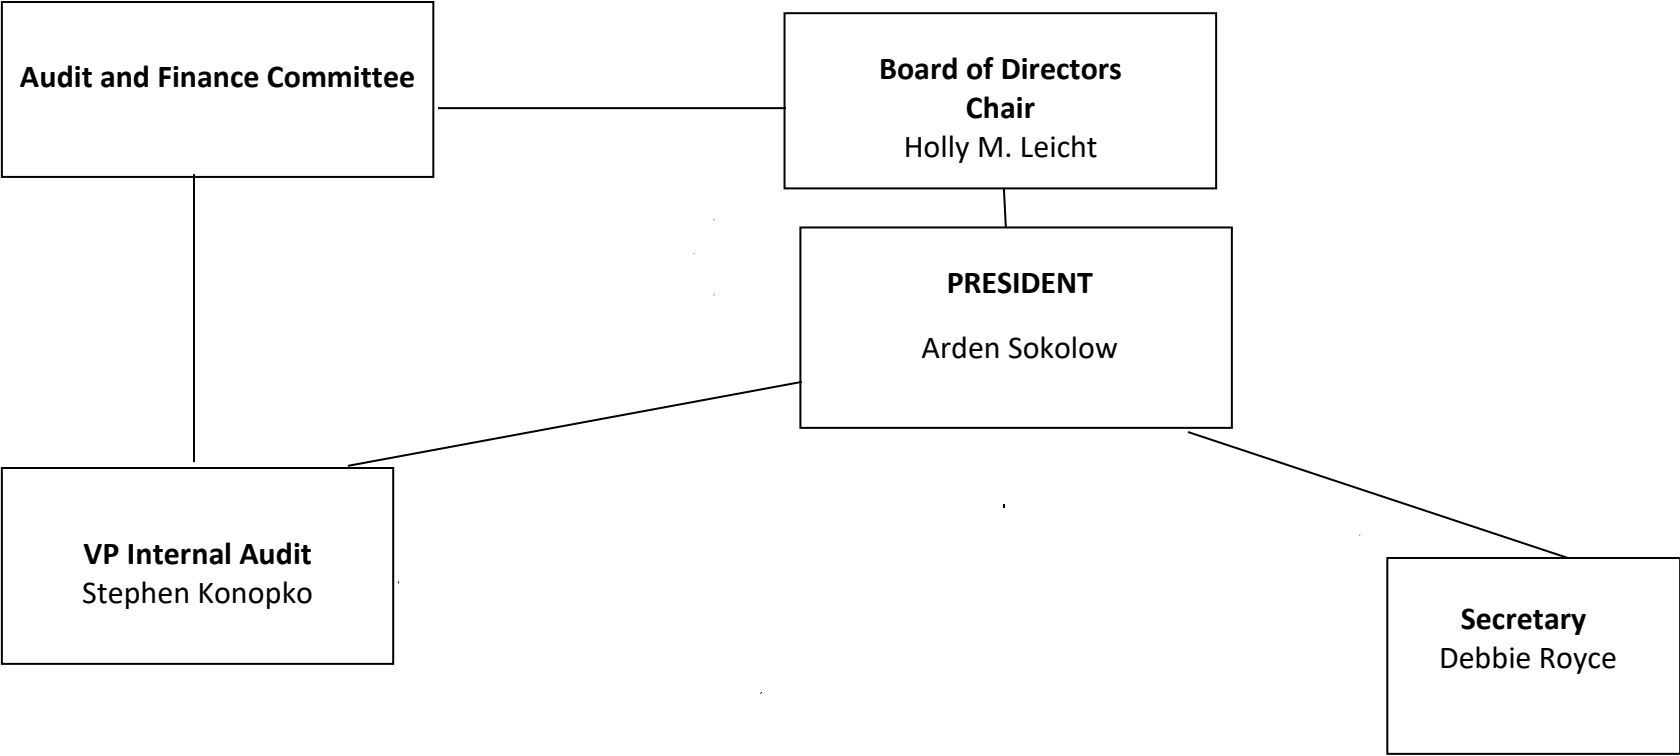 Audit and Finance Committee
Board of Directors
Chair
Holly M. Leicht
PRESIDENT
Arden Sokolow
VP Internal Audit
Stephen Konopko
Secretary
Debbie Royce